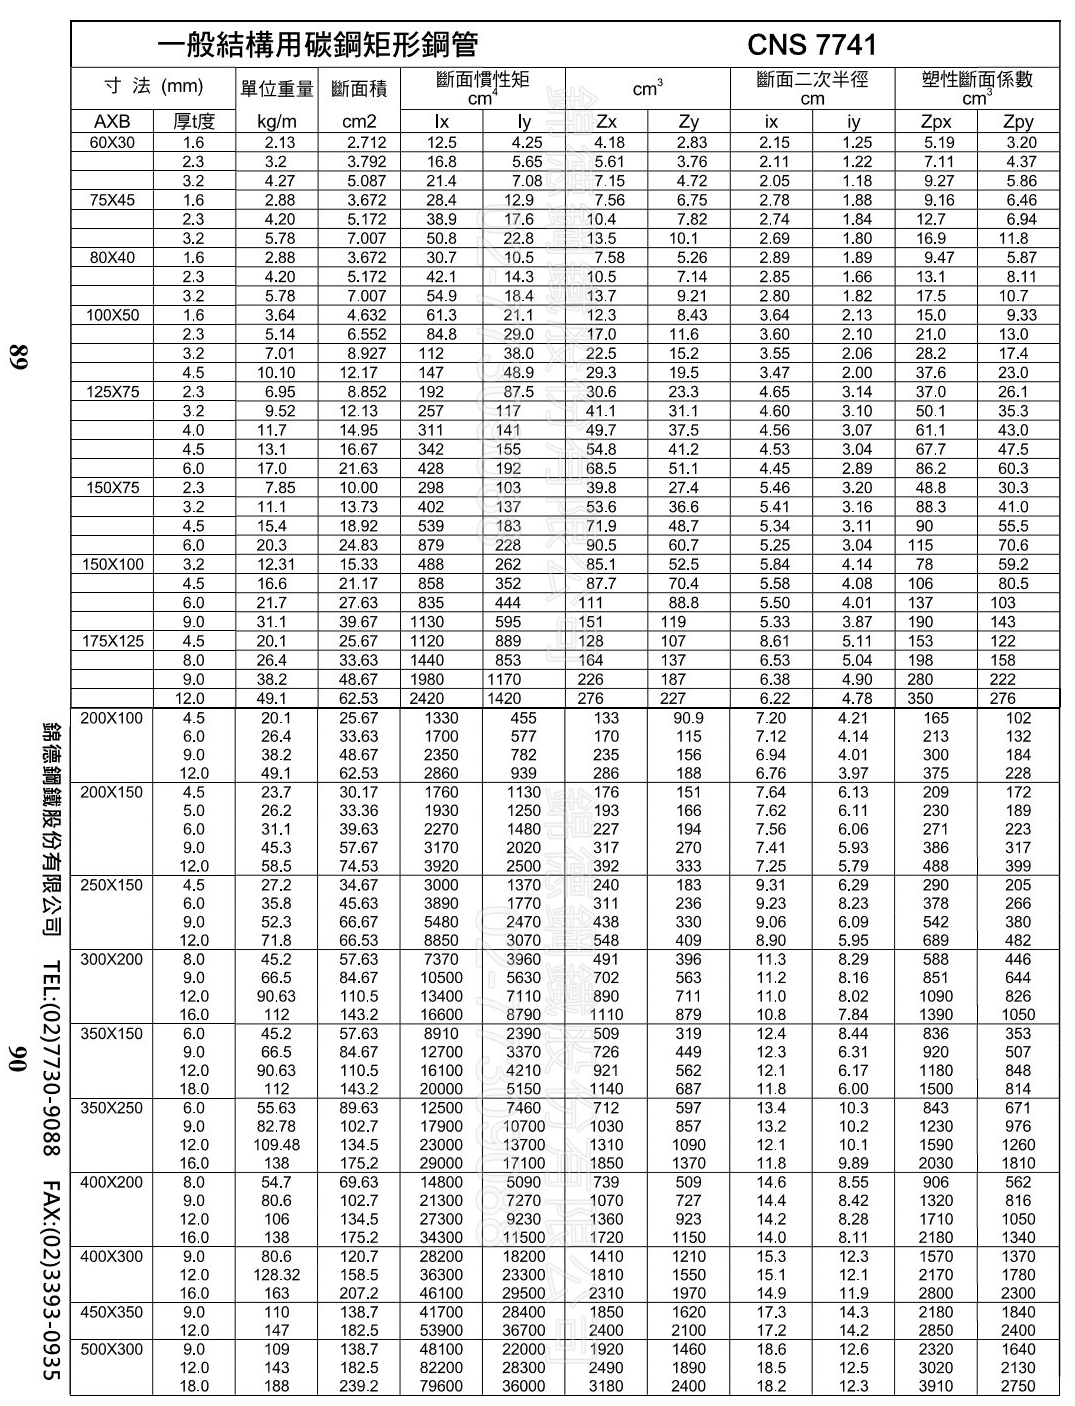 一般結構用碳鋼矩形鋼管 CNS 7741
寸 法 (mm) 單位重量 斷面積 斷面慣性矩 cm⁴ cm³ 斷面二次半徑 cm 塑性斷面係數 cm³
AXB 厚t度 kg/m cm2 Ix Iy Zx Zy ix iy Zpx Zpy
60X30 1.6 2.13 2.712 12.5 4.25 4.18 2.83 2.15 1.25 5.19 3.20
2.3 3.2 3.792 16.8 5.65 5.61 3.76 2.11 1.22 7.11 4.37
3.2 4.27 5.087 21.4 7.08 7.15 4.72 2.05 1.18 9.27 5.86
75X45 1.6 2.88 3.672 28.4 12.9 7.56 6.75 2.78 1.88 9.16 6.46
2.3 4.20 5.172 38.9 17.6 10.4 7.82 2.74 1.84 12.7 6.94
3.2 5.78 7.007 50.8 22.8 13.5 10.1 2.69 1.80 16.9 11.8
80X40 1.6 2.88 3.672 30.7 10.5 7.58 5.26 2.89 1.89 9.47 5.87
2.3 4.20 5.172 42.1 14.3 10.5 7.14 2.85 1.66 13.1 8.11
3.2 5.78 7.007 54.9 18.4 13.7 9.21 2.80 1.82 17.5 10.7
100X50 1.6 3.64 4.632 61.3 21.1 12.3 8.43 3.64 2.13 15.0 9.33
2.3 5.14 6.552 84.8 29.0 17.0 11.6 3.60 2.10 21.0 13.0
3.2 7.01 8.927 112 38.0 22.5 15.2 3.55 2.06 28.2 17.4
4.5 10.10 12.17 147 48.9 29.3 19.5 3.47 2.00 37.6 23.0
125X75 2.3 6.95 8.852 192 87.5 30.6 23.3 4.65 3.14 37.0 26.1
3.2 9.52 12.13 257 117 41.1 31.1 4.60 3.10 50.1 35.3
4.0 11.7 14.95 311 141 49.7 37.5 4.56 3.07 61.1 43.0
4.5 13.1 16.67 342 155 54.8 41.2 4.53 3.04 67.7 47.5
6.0 17.0 21.63 428 192 68.5 51.1 4.45 2.89 86.2 60.3
150X75 2.3 7.85 10.00 298 103 39.8 27.4 5.46 3.20 48.8 30.3
3.2 11.1 13.73 402 137 53.6 36.6 5.41 3.16 88.3 41.0
4.5 15.4 18.92 539 183 71.9 48.7 5.34 3.11 90 55.5
6.0 20.3 24.83 879 228 90.5 60.7 5.25 3.04 115 70.6
150X100 3.2 12.31 15.33 488 262 85.1 52.5 5.84 4.14 78 59.2
4.5 16.6 21.17 858 352 87.7 70.4 5.58 4.08 106 80.5
6.0 21.7 27.63 835 444 111 88.8 5.50 4.01 137 103
9.0 31.1 39.67 1130 595 151 119 5.33 3.87 190 143
175X125 4.5 20.1 25.67 1120 889 128 107 8.61 5.11 153 122
8.0 26.4 33.63 1440 853 164 137 6.53 5.04 198 158
9.0 38.2 48.67 1980 1170 226 187 6.38 4.90 280 222
12.0 49.1 62.53 2420 1420 276 227 6.22 4.78 350 276
200X100 4.5 20.1 25.67 1330 455 133 90.9 7.20 4.21 165 102
6.0 26.4 33.63 1700 577 170 115 7.12 4.14 213 132
9.0 38.2 48.67 2350 782 235 156 6.94 4.01 300 184
12.0 49.1 62.53 2860 939 286 188 6.76 3.97 375 228
200X150 4.5 23.7 30.17 1760 1130 176 151 7.64 6.13 209 172
5.0 26.2 33.36 1930 1250 193 166 7.62 6.11 230 189
6.0 31.1 39.63 2270 1480 227 194 7.56 6.06 271 223
9.0 45.3 57.67 3170 2020 317 270 7.41 5.93 386 317
12.0 58.5 74.53 3920 2500 392 333 7.25 5.79 488 399
250X150 4.5 27.2 34.67 3000 1370 240 183 9.31 6.29 290 205
6.0 35.8 45.63 3890 1770 311 236 9.23 8.23 378 266
9.0 52.3 66.67 5480 2470 438 330 9.06 6.09 542 380
12.0 71.8 66.53 8850 3070 548 409 8.90 5.95 689 482
300X200 8.0 45.2 57.63 7370 3960 491 396 11.3 8.29 588 446
9.0 66.5 84.67 10500 5630 702 563 11.2 8.16 851 644
12.0 90.63 110.5 13400 7110 890 711 11.0 8.02 1090 826
16.0 112 143.2 16600 8790 1110 879 10.8 7.84 1390 1050
350X150 6.0 45.2 57.63 8910 2390 509 319 12.4 8.44 836 353
9.0 66.5 84.67 12700 3370 726 449 12.3 6.31 920 507
12.0 90.63 110.5 16100 4210 921 562 12.1 6.17 1180 848
18.0 112 143.2 20000 5150 1140 687 11.8 6.00 1500 814
350X250 6.0 55.63 89.63 12500 7460 712 597 13.4 10.3 843 671
9.0 82.78 102.7 17900 10700 1030 857 13.2 10.2 1230 976
12.0 109.48 134.5 23000 13700 1310 1090 12.1 10.1 1590 1260
16.0 138 175.2 29000 17100 1850 1370 11.8 9.89 2030 1810
400X200 8.0 54.7 69.63 14800 5090 739 509 14.6 8.55 906 562
9.0 80.6 102.7 21300 7270 1070 727 14.4 8.42 1320 816
12.0 106 134.5 27300 9230 1360 923 14.2 8.28 1710 1050
16.0 138 175.2 34300 11500 1720 1150 14.0 8.11 2180 1340
400X300 9.0 80.6 120.7 28200 18200 1410 1210 15.3 12.3 1570 1370
12.0 128.32 158.5 36300 23300 1810 1550 15.1 12.1 2170 1780
16.0 163 207.2 46100 29500 2310 1970 14.9 11.9 2800 2300
450X350 9.0 110 138.7 41700 28400 1850 1620 17.3 14.3 2180 1840
12.0 147 182.5 53900 36700 2400 2100 17.2 14.2 2850 2400
500X300 9.0 109 138.7 48100 22000 1920 1460 18.6 12.6 2320 1640
12.0 143 182.5 82200 28300 2490 1890 18.5 12.5 3020 2130
18.0 188 239.2 79600 36000 3180 2400 18.2 12.3 3910 2750
89
90
錦德鋼鐵股份有限公司 TEL:(02)7730-9088 FAX:(02)3393-0935
錦德鋼鐵股份有限公司
02-77309088
錦德鋼鐵股份有限公司
02-77309088